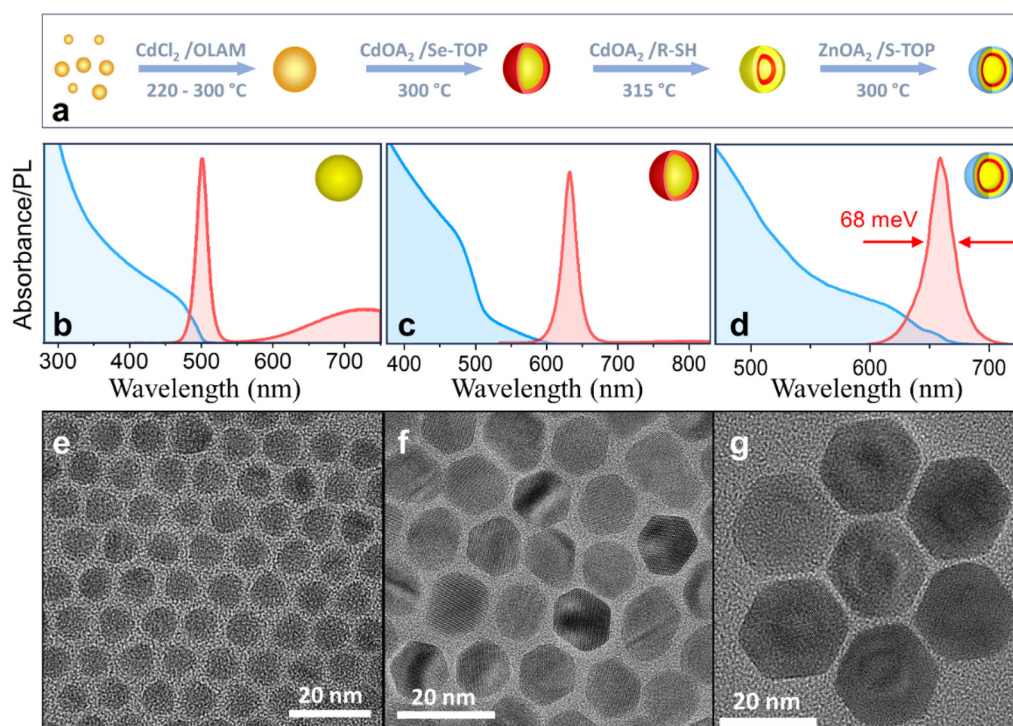 CdCl₂ /OLAM
220 - 300 °C
CdOA₂ /Se-TOP
300 °C
CdOA₂ /R-SH
315 °C
ZnOA₂ /S-TOP
300 °C
a
Absorbance/PL
b
300 400 500 600 700
Wavelength (nm)
c
400 500 600 700 800
Wavelength (nm)
68 meV
d
500 600 700
Wavelength (nm)
e
20 nm
f
20 nm
g
20 nm